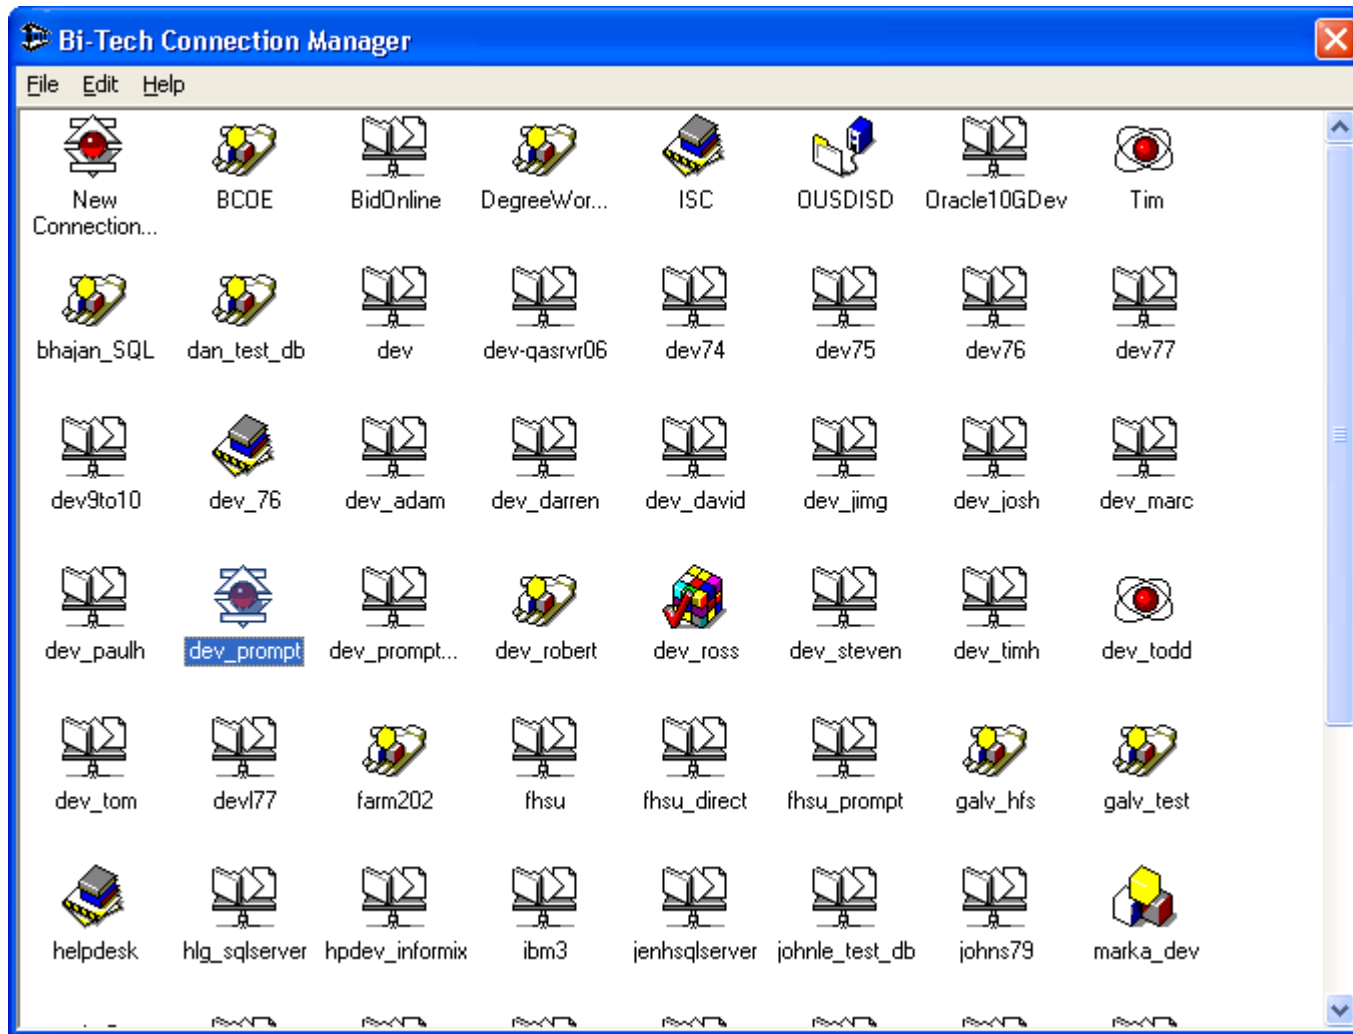 Bi-Tech Connection Manager
File Edit Help
New Connection... BCOE BidOnline DegreeWor... ISC OUSDISD Oracle10GDev Tim
bhajan_SQL dan_test_db dev dev-qasrvr06 dev74 dev75 dev76 dev77
dev9to10 dev_76 dev_adam dev_darren dev_david dev_jimg dev_josh dev_marc
dev_paulh dev_prompt dev_prompt... dev_robert dev_ross dev_steven dev_timh dev_todd
dev_tom devl77 farm202 fhsu fhsu_direct fhsu_prompt galv_hfs galv_test
helpdesk hlg_sqlserver hpdev_informix ibm3 jenhsqlserver johnle_test_db johns79 marka_dev